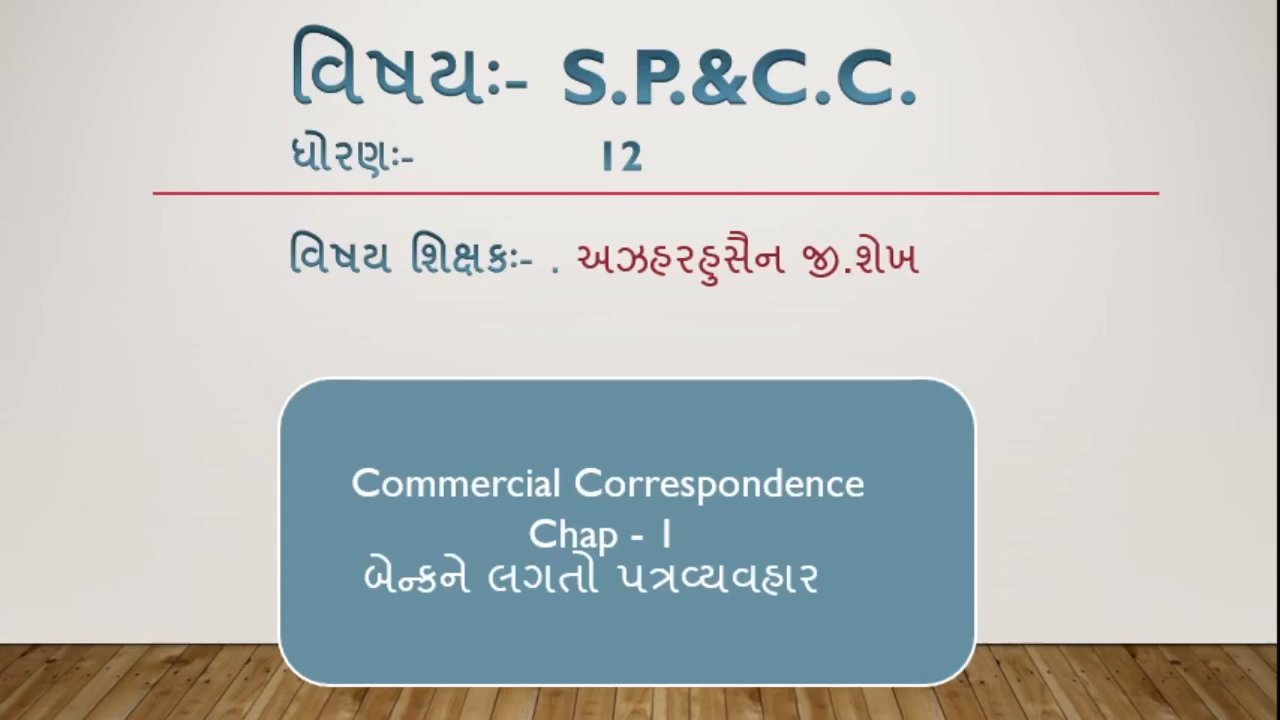 વિષયઃ- S.P.&C.C.
ધોરણઃ- 12
વિષય શિક્ષકઃ- . અઝહરહુસૈન જી.શેખ
Commercial Correspondence
Chap - 1
બેન્કને લગતો પત્રવ્યવહાર